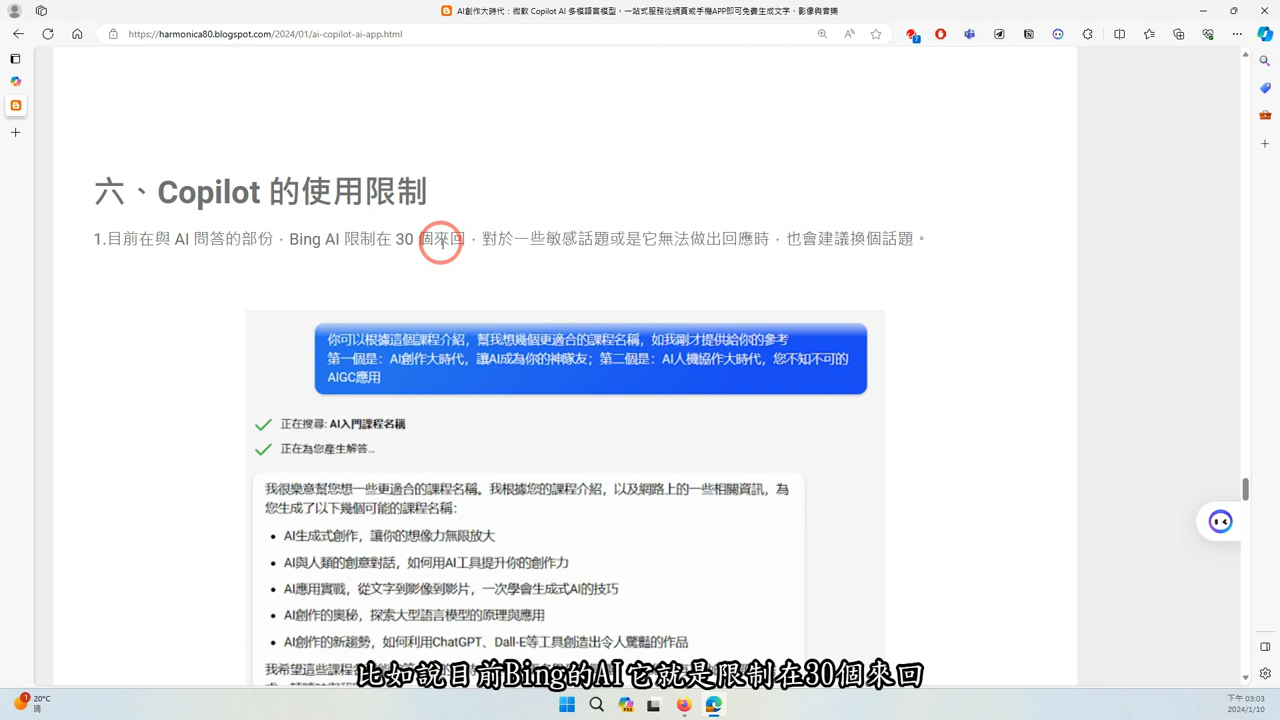 AI創作大時代：微軟 Copilot AI 多模語言模型，一站式服務從網頁或手機APP即可免費生成文字、影像與音樂
https://harmonica80.blogspot.com/2024/01/ai-copilot-ai-app.html
六、Copilot 的使用限制
1.目前在與 AI 問答的部份，Bing AI 限制在 30 個來回，對於一些敏感話題或是它無法做出回應時，也會建議換個話題。
你可以根據這個課程介紹，幫我想幾個更適合的課程名稱，如我剛才提供給你的參考
第一個是：AI創作大時代，讓AI成為你的神隊友；第二個是：AI人機協作大時代，您不知不可的
AIGC應用
正在搜尋: AI入門課程名稱
正在為您產生解答...
我很樂意幫您想一些更適合的課程名稱。我根據您的課程介紹，以及網路上的一些相關資訊，為
您生成了以下幾個可能的課程名稱：
• AI生成式創作，讓你的想像力無限放大
• AI與人類的創意對話，如何用AI工具提升你的創作力
• AI應用實戰，從文字到影像到影片，一次學會生成式AI的技巧
• AI創作的奧秘，探索大型語言模型的原理與應用
• AI創作的新趨勢，如何利用ChatGPT、Dall-E等工具創造出令人驚豔的作品
我希望這些課程名
比如說目前Bing的AI它就是限制在30個來回
20°C
晴
下午 03:03
2024/1/10